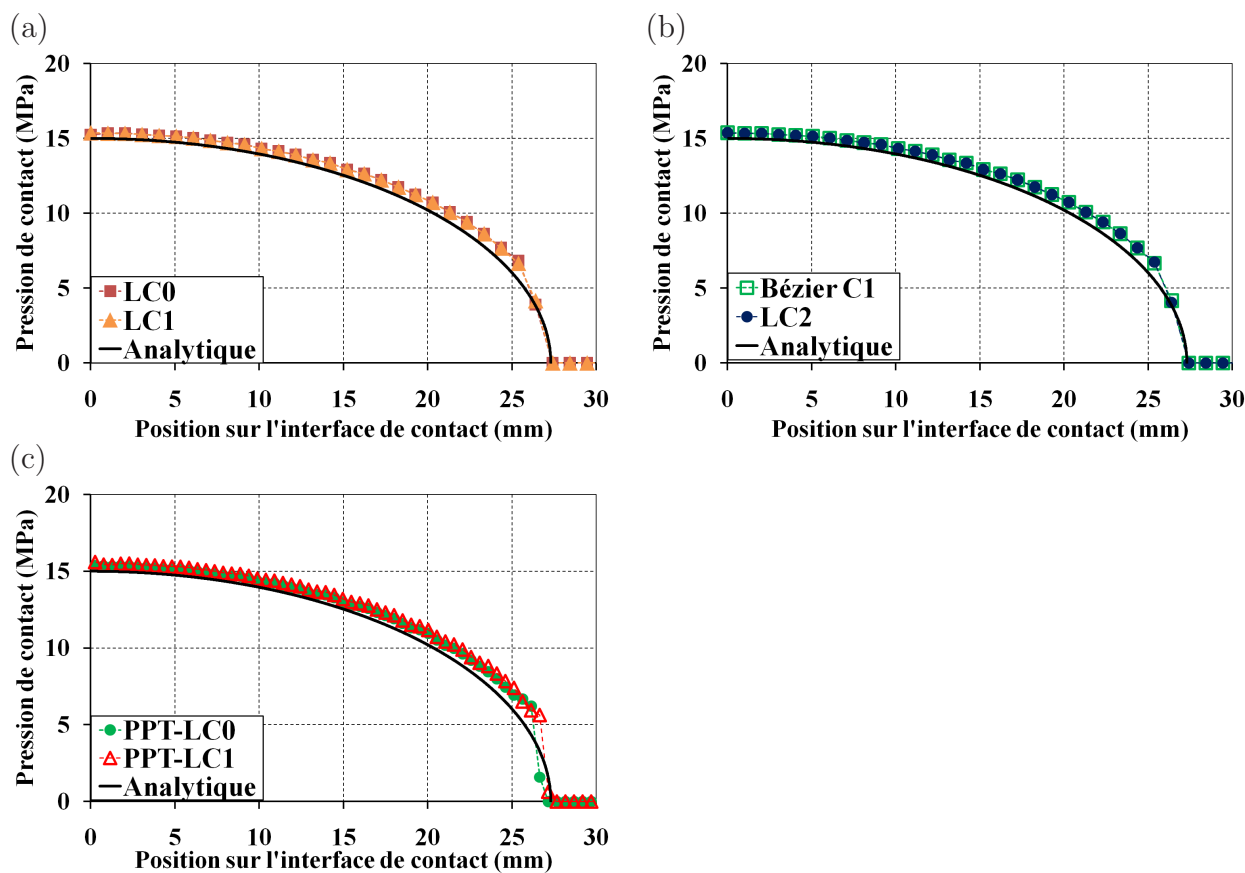 (a)
Pression de contact (MPa)
20
15
10
5
0
LC0
LC1
Analytique
0 5 10 15 20 25 30
Position sur l'interface de contact (mm)
(b)
Pression de contact (MPa)
20
15
10
5
0
Bézier C1
LC2
Analytique
0 5 10 15 20 25 30
Position sur l'interface de contact (mm)
(c)
Pression de contact (MPa)
20
15
10
5
0
PPT-LC0
PPT-LC1
Analytique
0 5 10 15 20 25 30
Position sur l'interface de contact (mm)